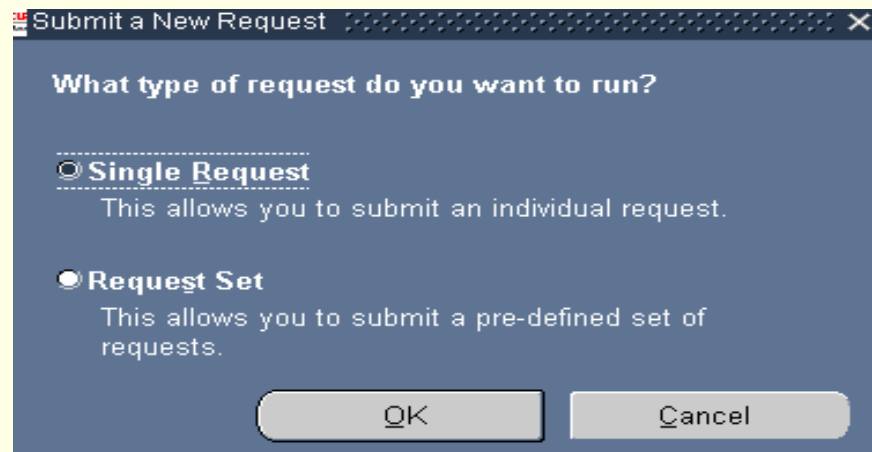 Submit a New Request
What type of request do you want to run?
Single Request
This allows you to submit an individual request.
Request Set
This allows you to submit a pre-defined set of
requests.
OK
Cancel